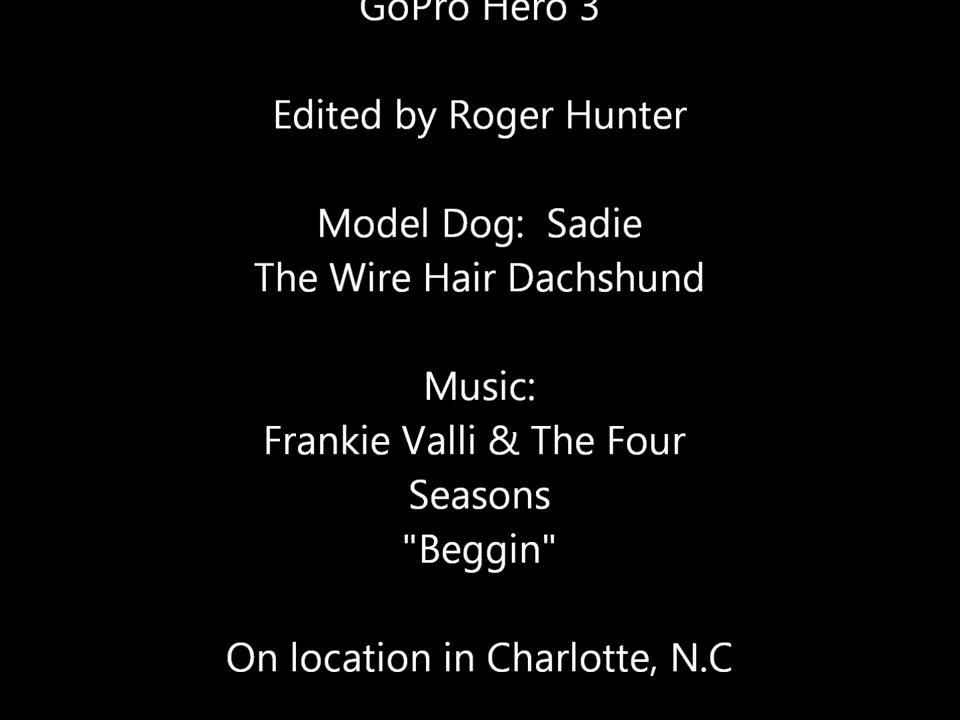 GoPro Hero 3
Edited by Roger Hunter
Model Dog:  Sadie
The Wire Hair Dachshund
Music:
Frankie Valli & The Four
Seasons
"Beggin"
On location in Charlotte, N.C